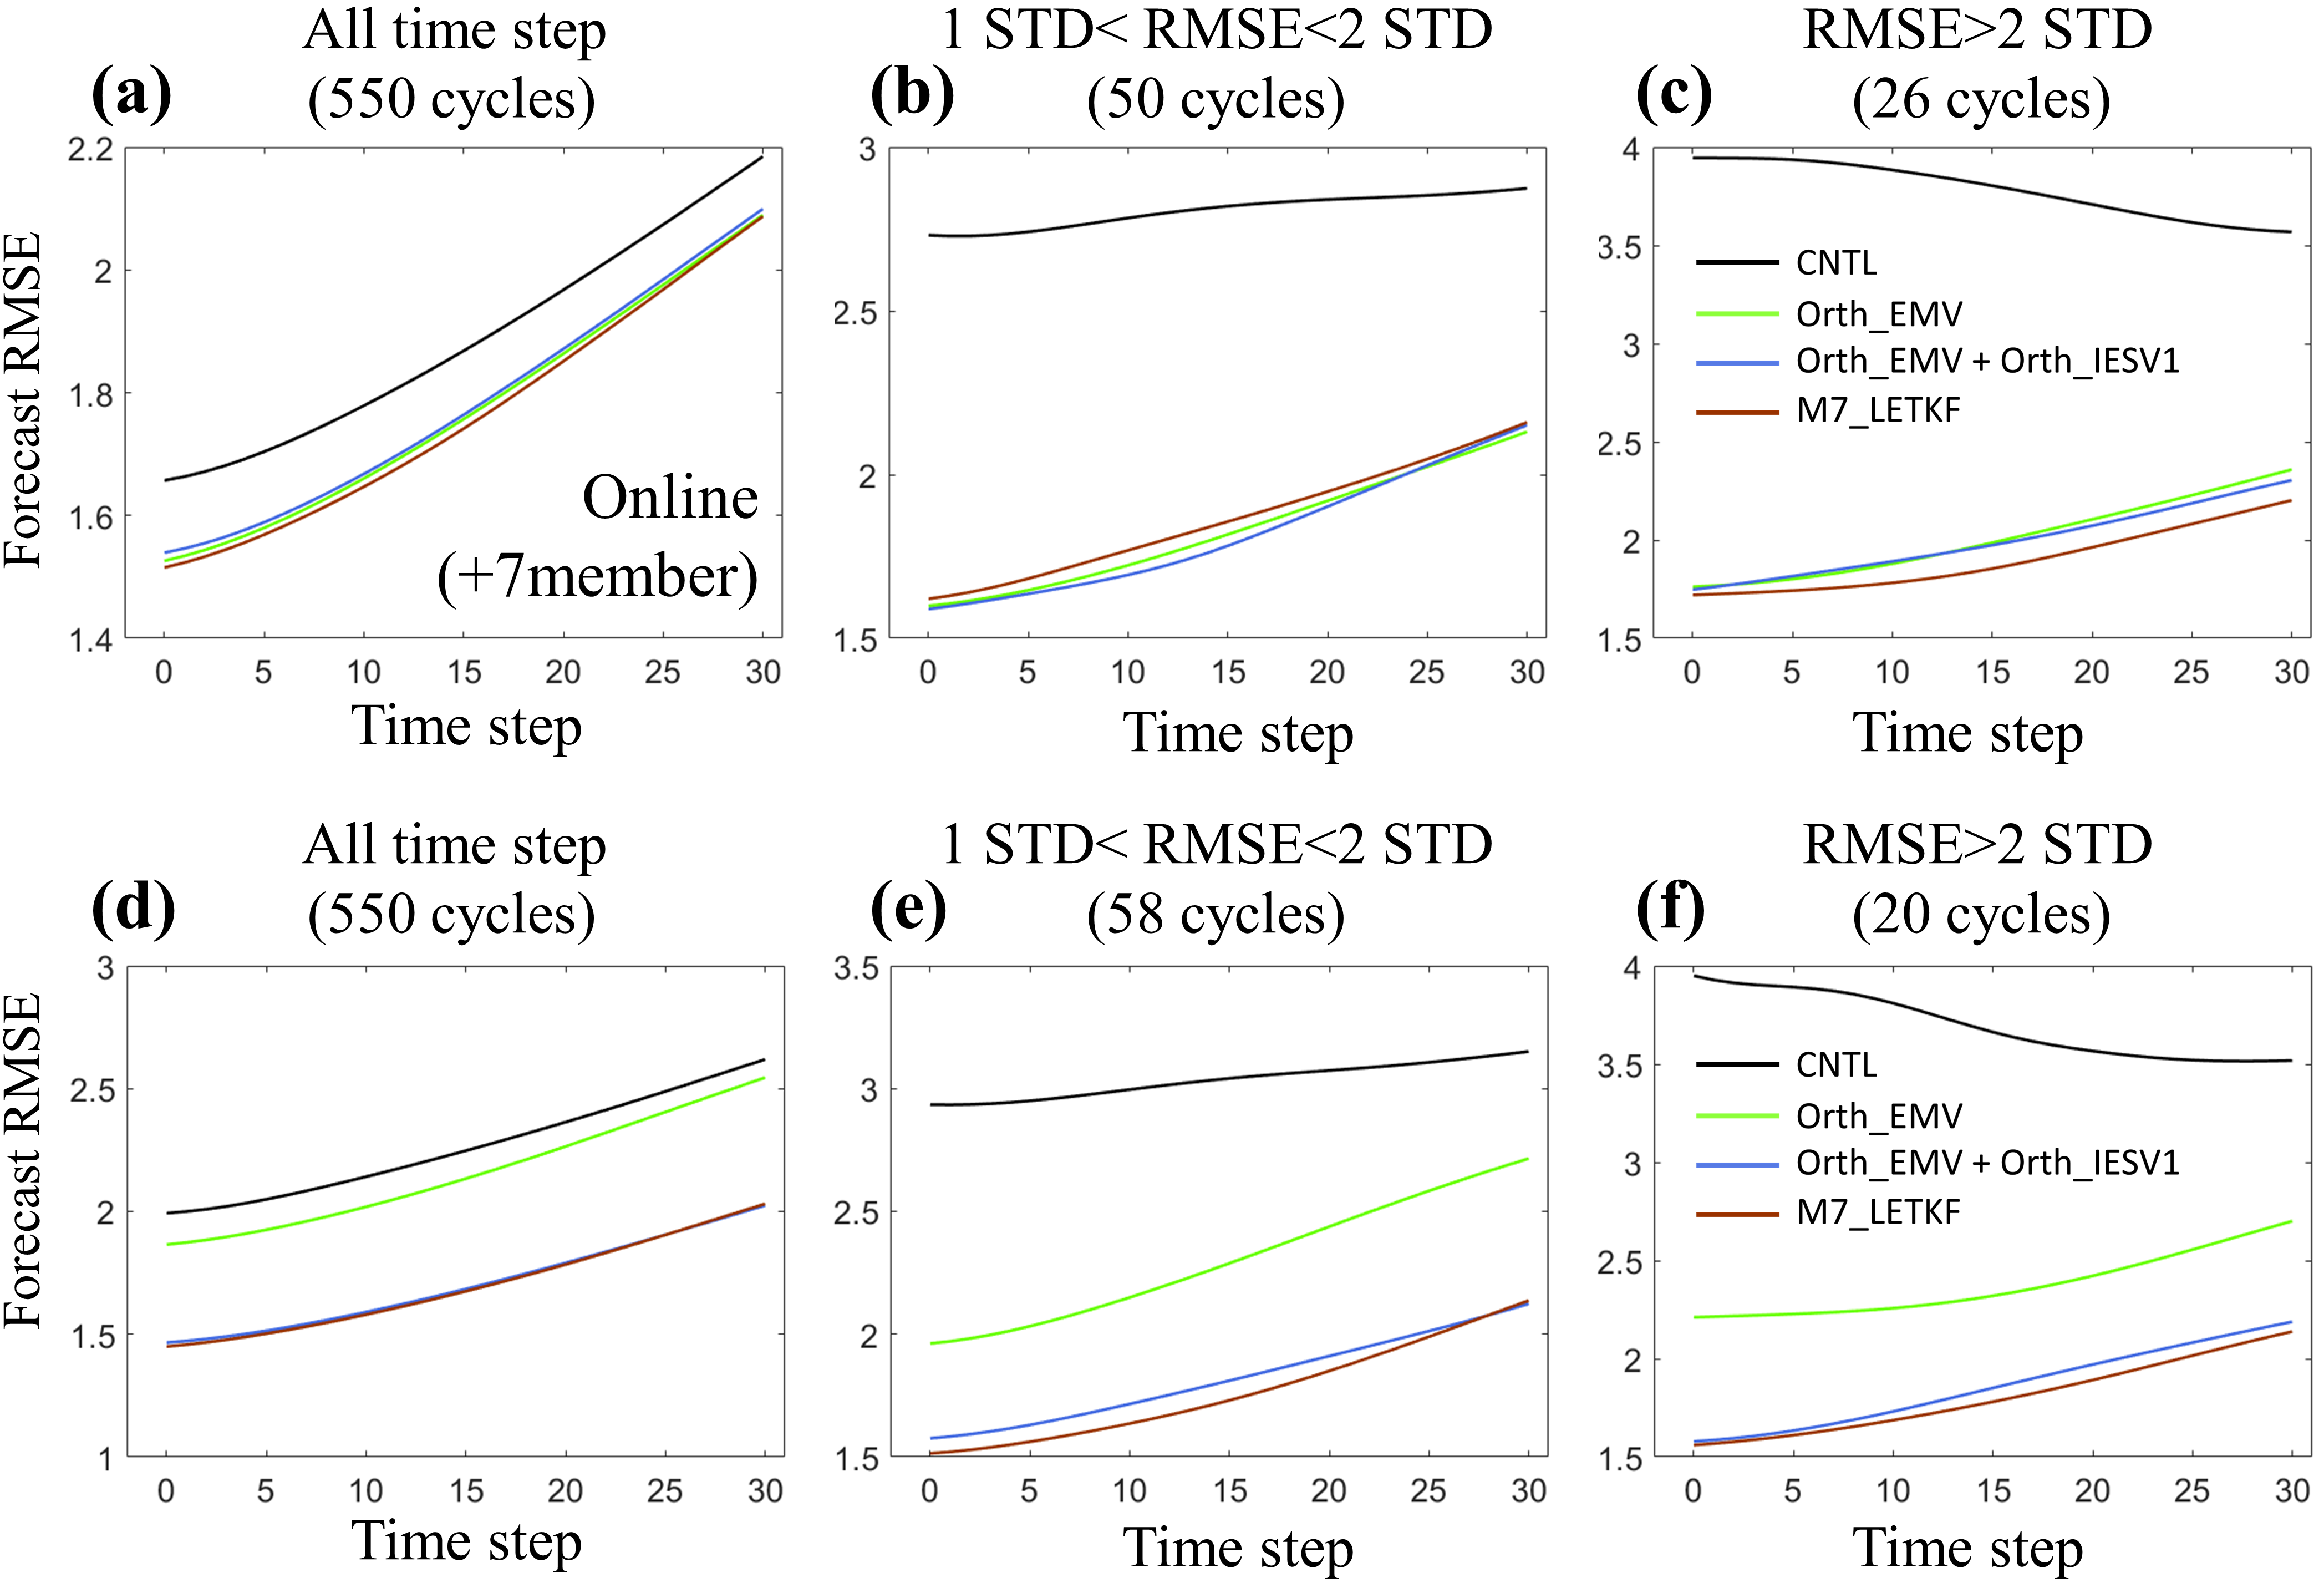 All time step
(a) (550 cycles)
1 STD< RMSE<2 STD
(b) (50 cycles)
RMSE>2 STD
(c) (26 cycles)
Forecast RMSE
2.2
2
1.8
1.6
1.4
0 5 10 15 20 25 30
Time step
Online
(+7member)
3
2.5
2
1.5
0 5 10 15 20 25 30
Time step
4
3.5
3
2.5
2
1.5
0 5 10 15 20 25 30
Time step
CNTL
Orth_EMV
Orth_EMV + Orth_IESV1
M7_LETKF
All time step
(d) (550 cycles)
1 STD< RMSE<2 STD
(e) (58 cycles)
RMSE>2 STD
(f) (20 cycles)
Forecast RMSE
3
2.5
2
1.5
1
0 5 10 15 20 25 30
Time step
3.5
3
2.5
2
1.5
0 5 10 15 20 25 30
Time step
4
3.5
3
2.5
2
1.5
0 5 10 15 20 25 30
Time step
CNTL
Orth_EMV
Orth_EMV + Orth_IESV1
M7_LETKF